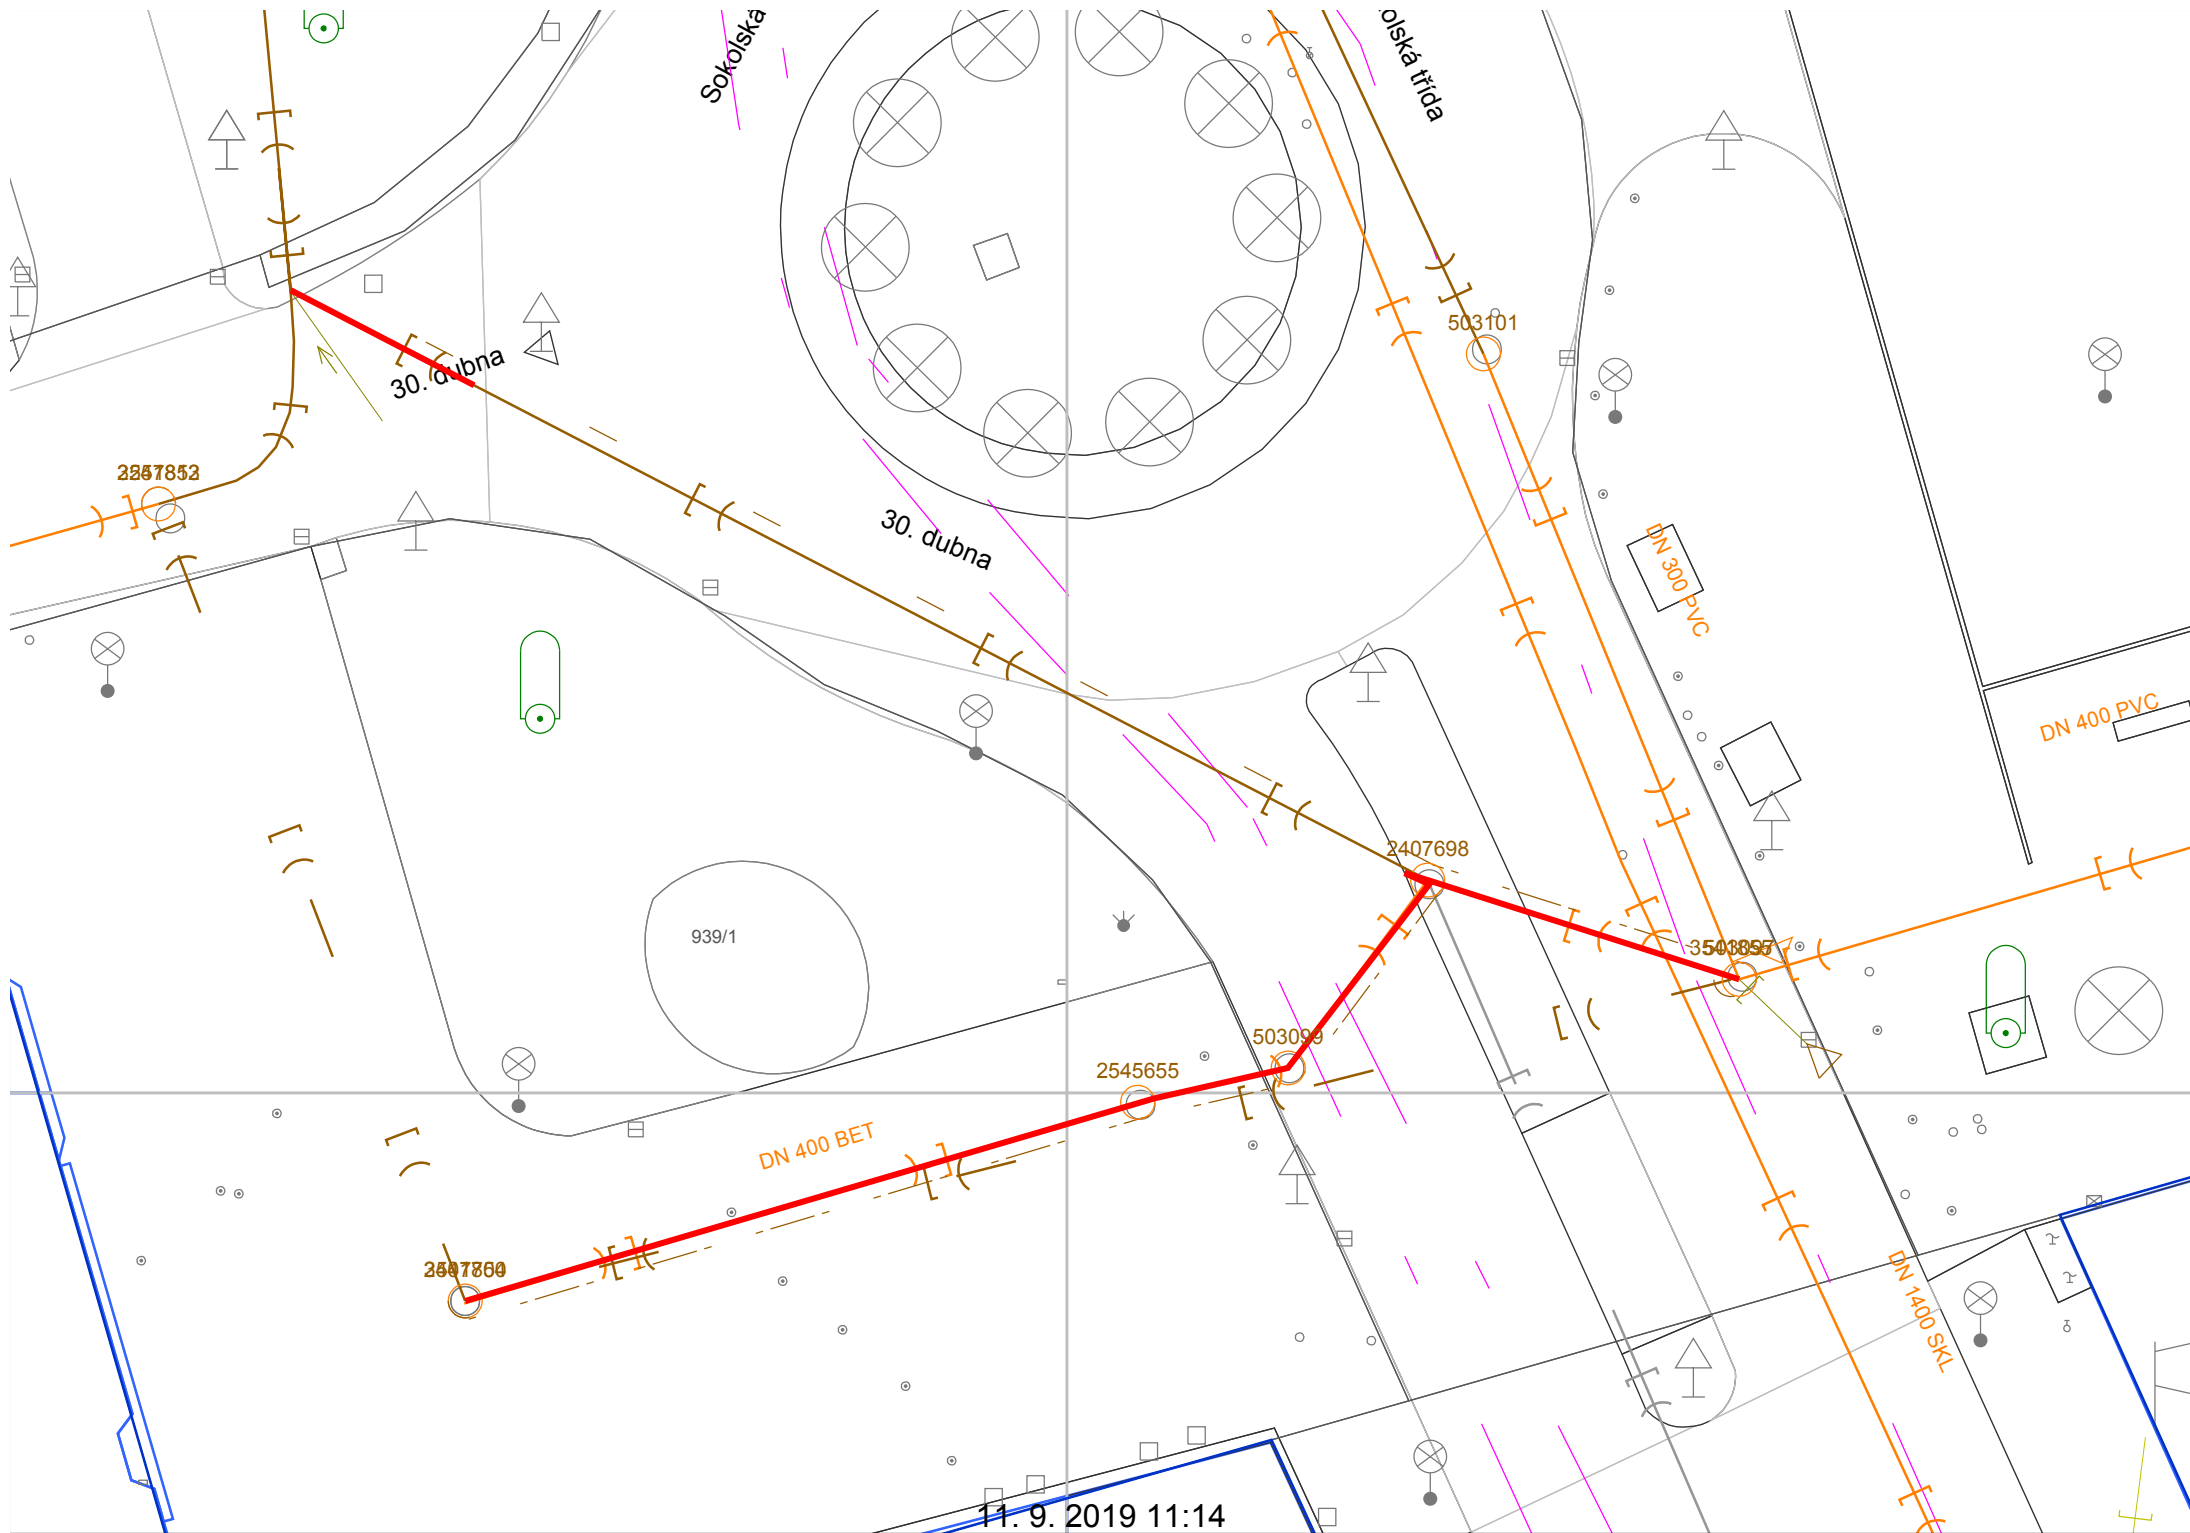 Sokolská
olská třída
503101
30. dubna
30. dubna
DN 300 PVC
DN 400 PVC
2407698
939/1
503099
2545655
DN 400 BET
DN 1400 SKL
11. 9. 2019 11:14